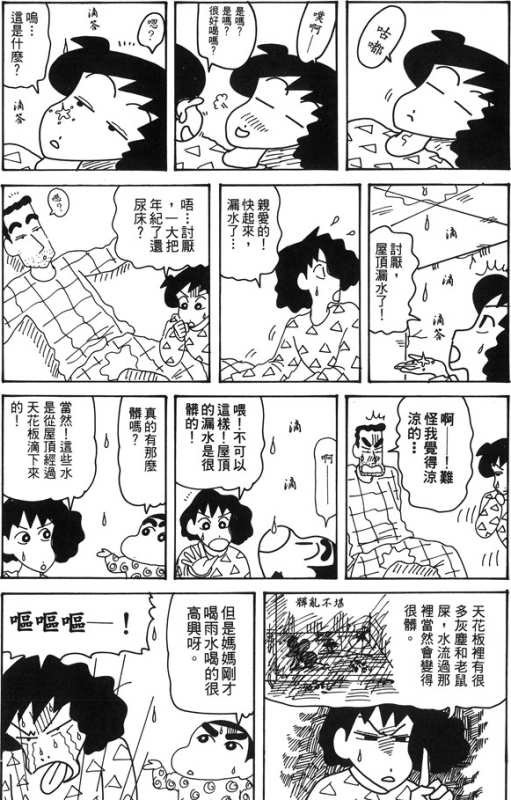 咕嘟
噗啊—
是嗎？
是嗎？
很好喝嗎？
嗯？
滴答
嗚…
這是什麼？
滴答
滴
討厭，
屋頂漏水了！
滴答
親愛的！
快起來，
漏水了…
滴
唔…討厭
，一大把
年紀了還
尿床？
嗯？
啊——！難
怪我覺得涼
涼的…
啊——
滴
滴
喂！不可以
這樣！屋頂
的漏水是很
髒的！
真的有那麼
髒嗎？
當然！這些水
是從屋頂經過
天花板滴下來
的！
天花板裡有很
多灰塵和老鼠
屎，水流過那
裡當然會變得
很髒。
髒亂不堪
但是媽媽剛才
喝雨水喝的很
高興呀。
嘔嘔嘔—！